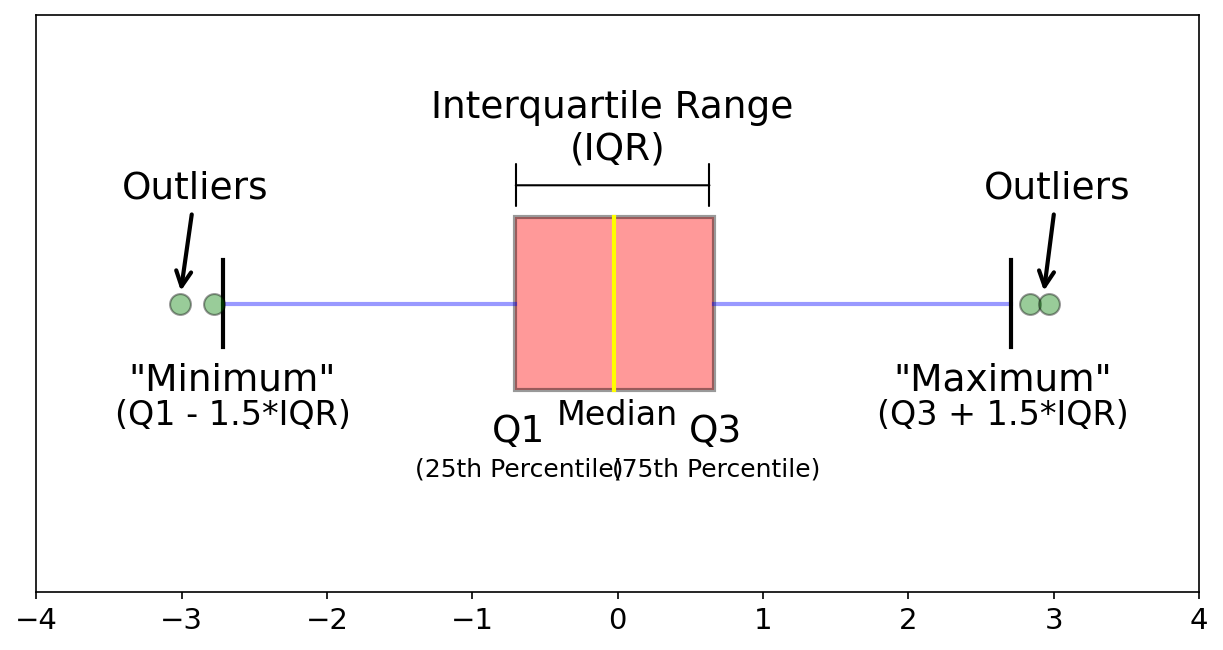 Interquartile Range
(IQR)
Outliers
Outliers
"Minimum"
(Q1 - 1.5*IQR)
"Maximum"
(Q3 + 1.5*IQR)
Median
Q1
Q3
(25th Percentile)
(75th Percentile)
−4 −3 −2 −1 0 1 2 3 4